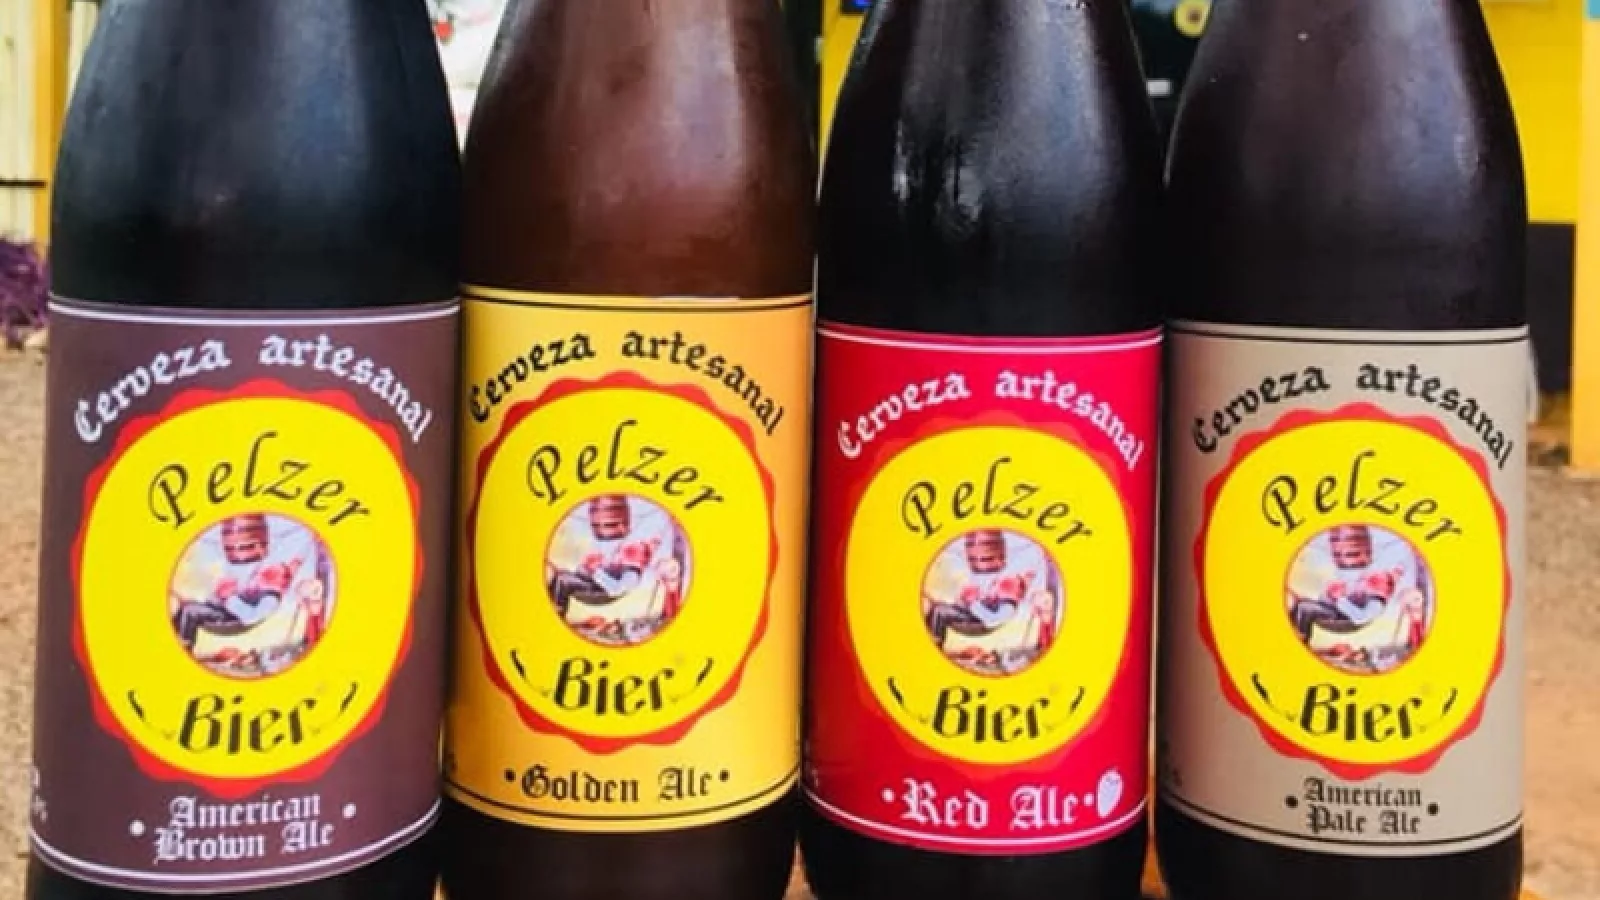 Cerveza artesanal
Pelzer
Bier
American
Brown Ale
Cerveza artesanal
Pelzer
Bier
Golden Ale
Cerveza artesanal
Pelzer
Bier
Red Ale
Cerveza artesanal
Pelzer
Bier
American
Pale Ale